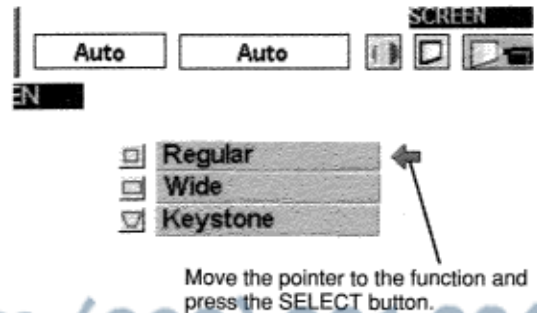 SCREEN
Auto Auto
EN
Regular
Wide
Keystone
Move the pointer to the function and
press the SELECT button.